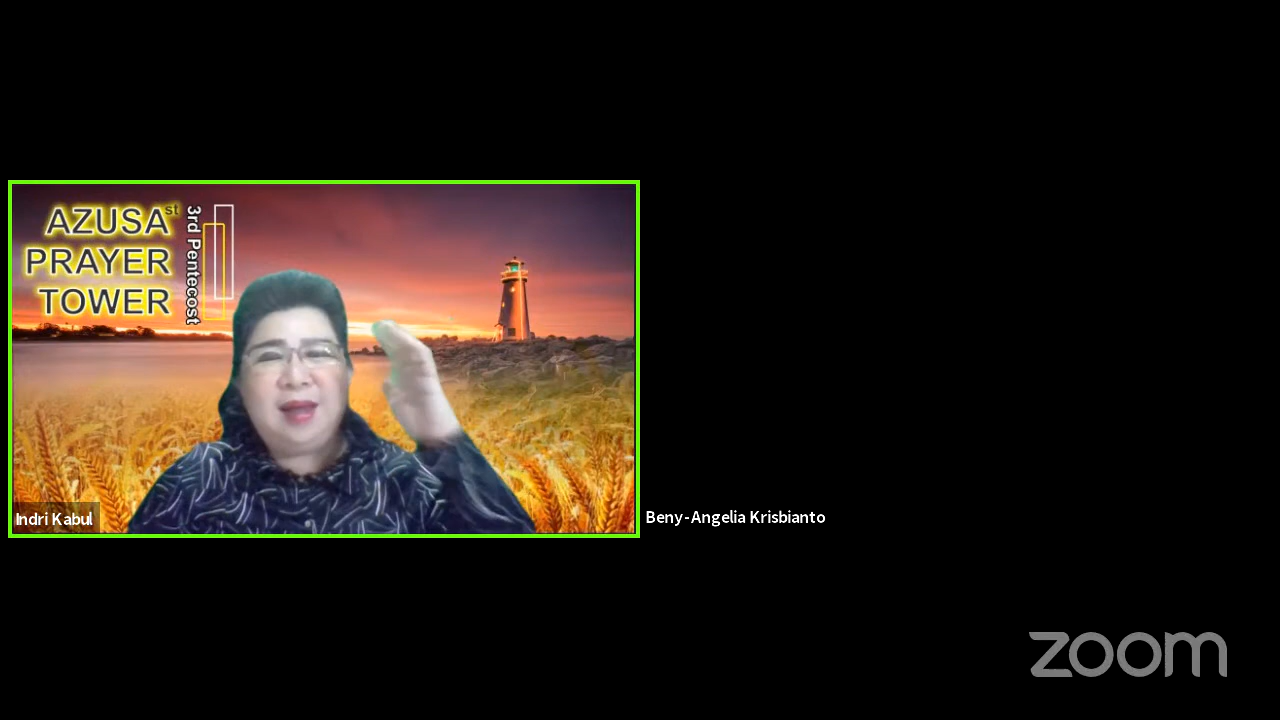 AZUSA st
PRAYER
TOWER
3rd Pentecost
Indri Kabul
Beny-Angelia Krisbianto
zoom